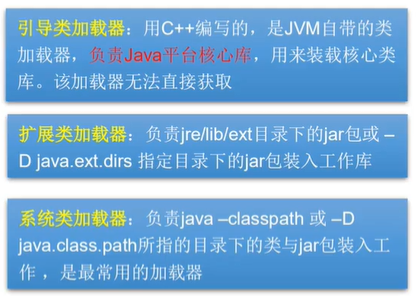 引导类加载器：用C++编写的，是JVM自带的类
加载器，负责Java平台核心库，用来装载核心类
库。该加载器无法直接获取
扩展类加载器：负责jre/lib/ext目录下的jar包或 –
D java.ext.dirs 指定目录下的jar包装入工作库
系统类加载器：负责java –classpath 或 –D
java.class.path所指的目录下的类与jar包装入工
作 ，是最常用的加载器